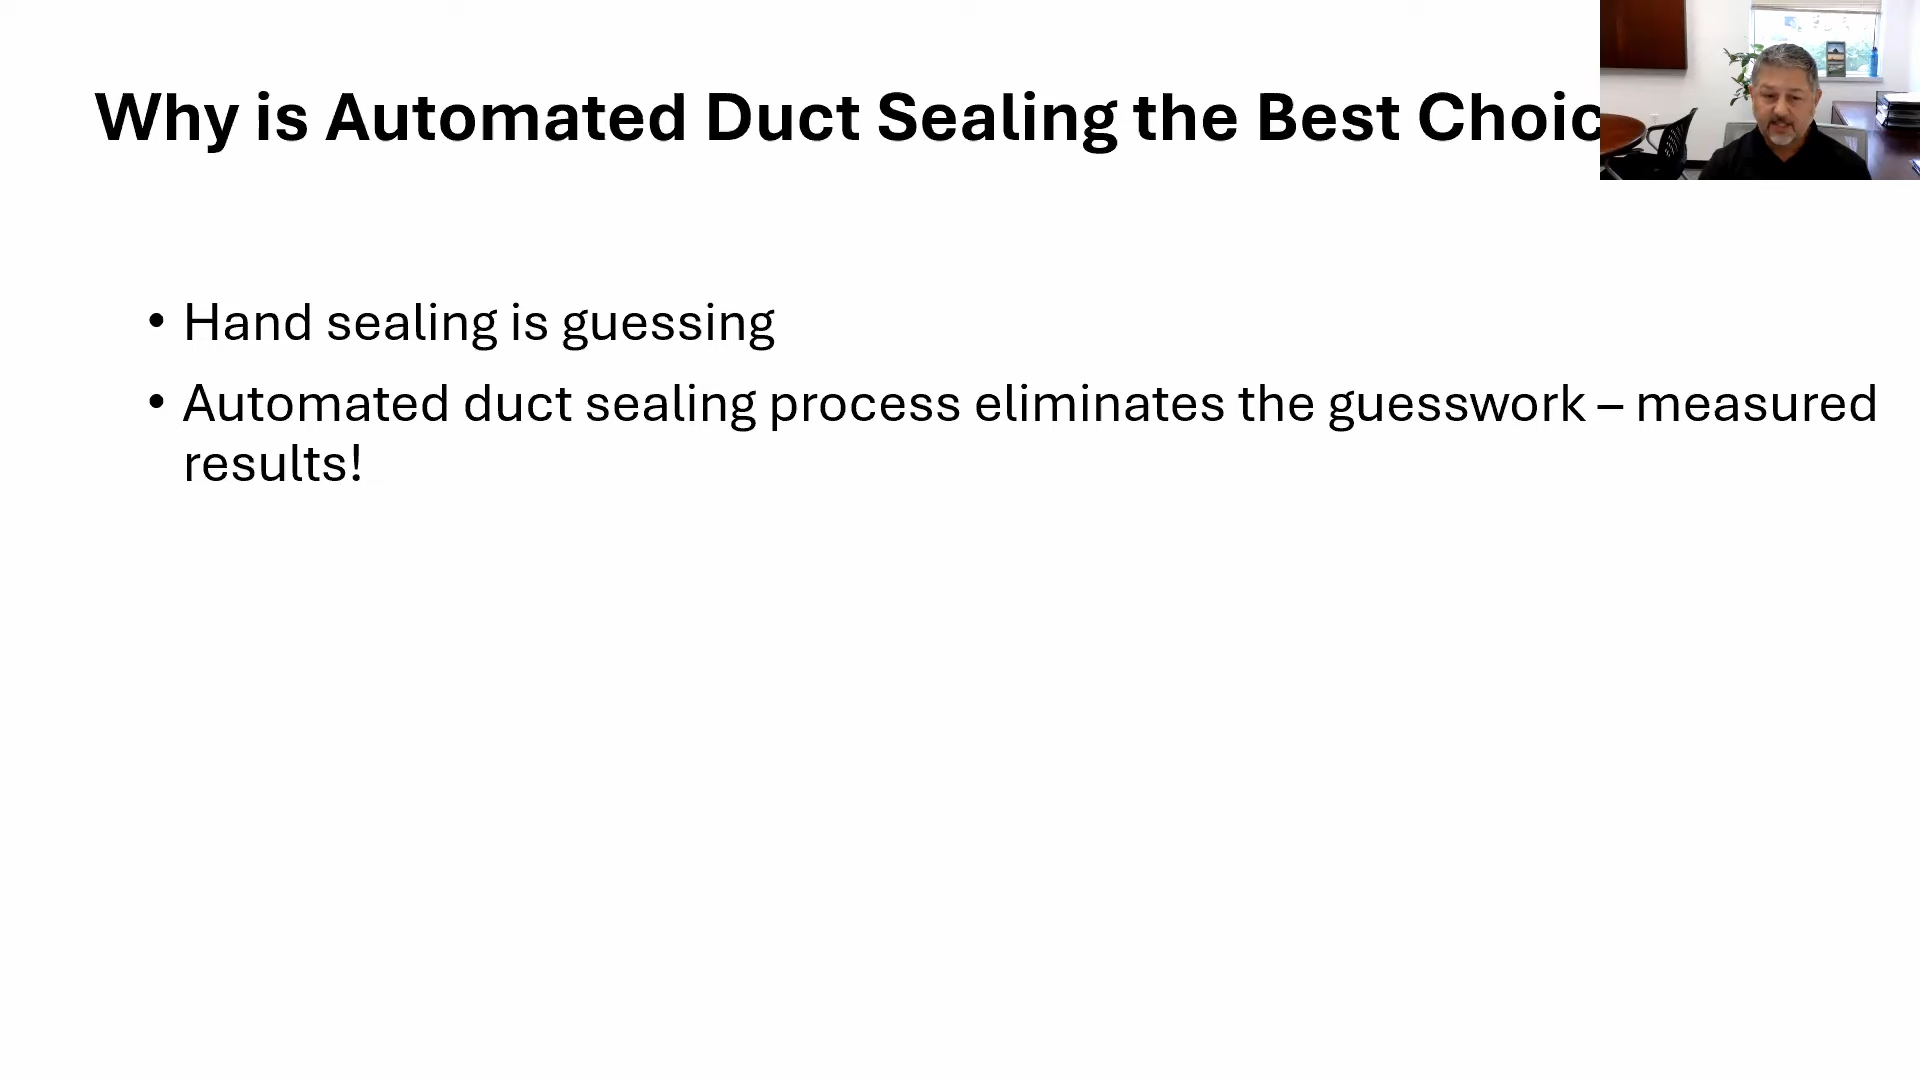 Why is Automated Duct Sealing the Best
• Hand sealing is guessing
• Automated duct sealing process eliminates the guesswork – measured
results!